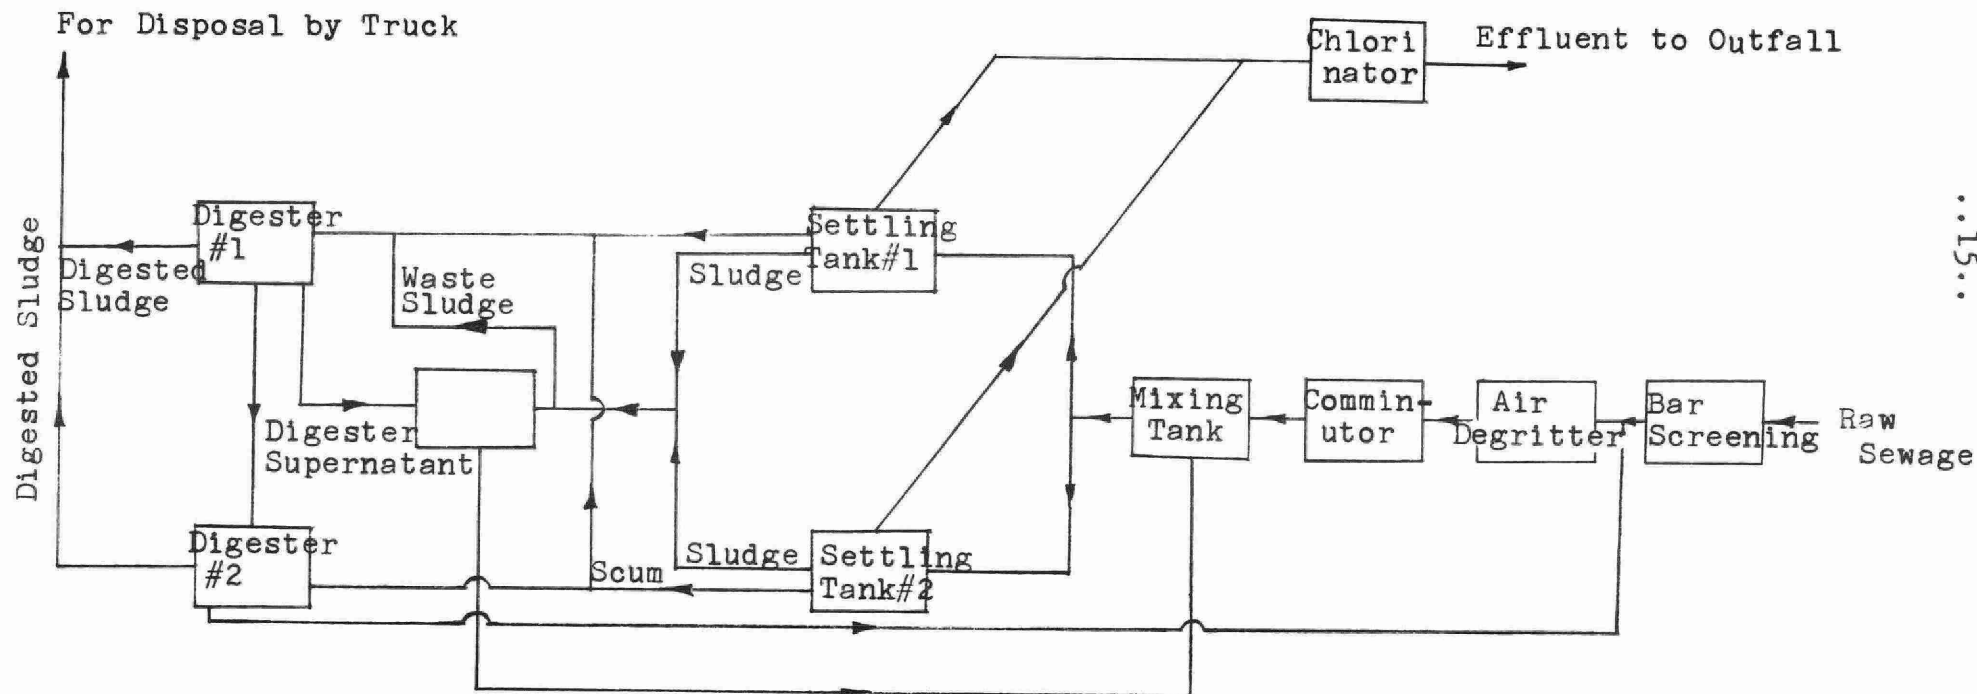 For Disposal by Truck
Chlori
nator
Effluent to Outfall
Digester
#1
Settling
Tank#1
Digested
Sludge
Digested Sludge
Waste
Sludge
Sludge
..15..
Digester
Supernatant
Mixing
Tank
Commin-
utor
Air
Degritter
Bar
Screening
Raw
Sewage
Digester
#2
Sludge
Scum
Settling
Tank#2